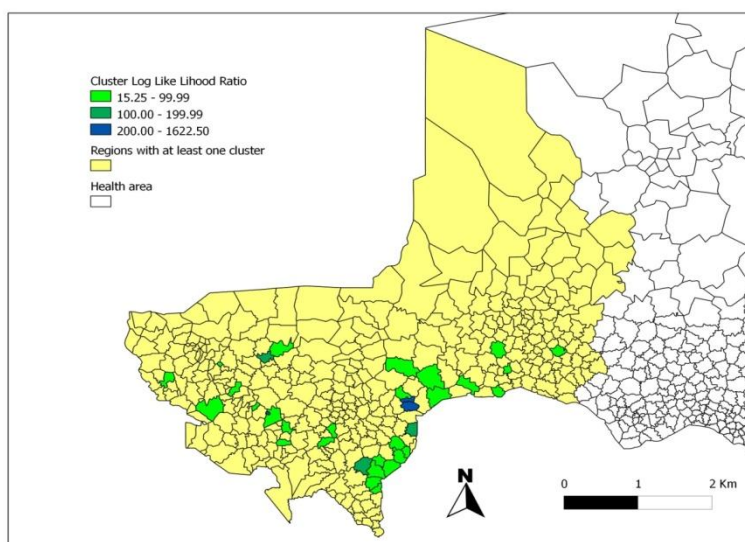 Cluster Log Like Lihood Ratio
15.25 - 99.99
100.00 - 199.99
200.00 - 1622.50
Regions with at least one cluster
Health area
N
0 1 2 Km